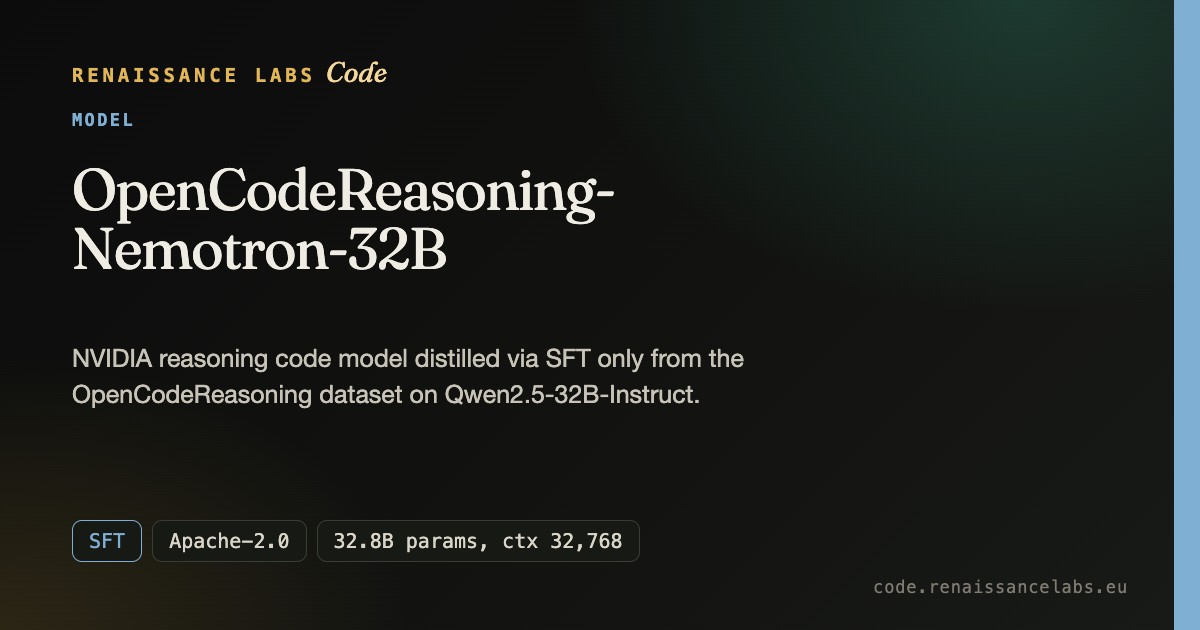 RENAISSANCE LABS Code
MODEL
OpenCodeReasoning-
Nemotron-32B
NVIDIA reasoning code model distilled via SFT only from the
OpenCodeReasoning dataset on Qwen2.5-32B-Instruct.
SFT Apache-2.0 32.8B params, ctx 32,768
code.renaissancelabs.eu